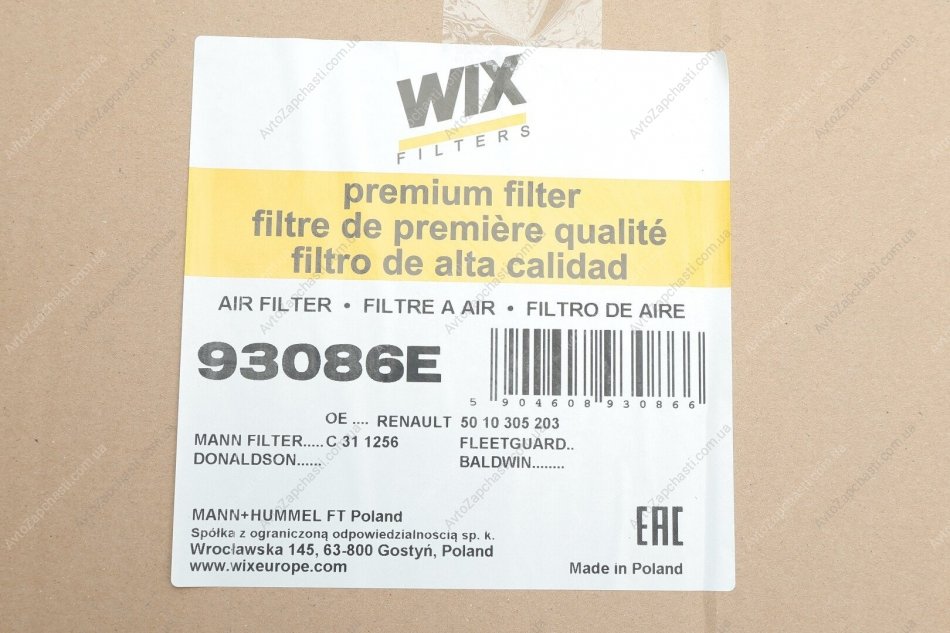 WIX
FILTERS
premium filter
filtre de première qualité
filtro de alta calidad
AIR FILTER • FILTRE A AIR • FILTRO DE AIRE
93086E
5 904608 930866
OE .... RENAULT 50 10 305 203
MANN FILTER.....C 31 1256 FLEETGUARD..
DONALDSON...... BALDWIN........
MANN+HUMMEL FT Poland
Spółka z ograniczoną odpowiedzialnością sp. k.
Wrocławska 145, 63-800 Gostyń, Poland
www.wixeurope.com
EAC
Made in Poland
AvtoZapchasti.com.ua